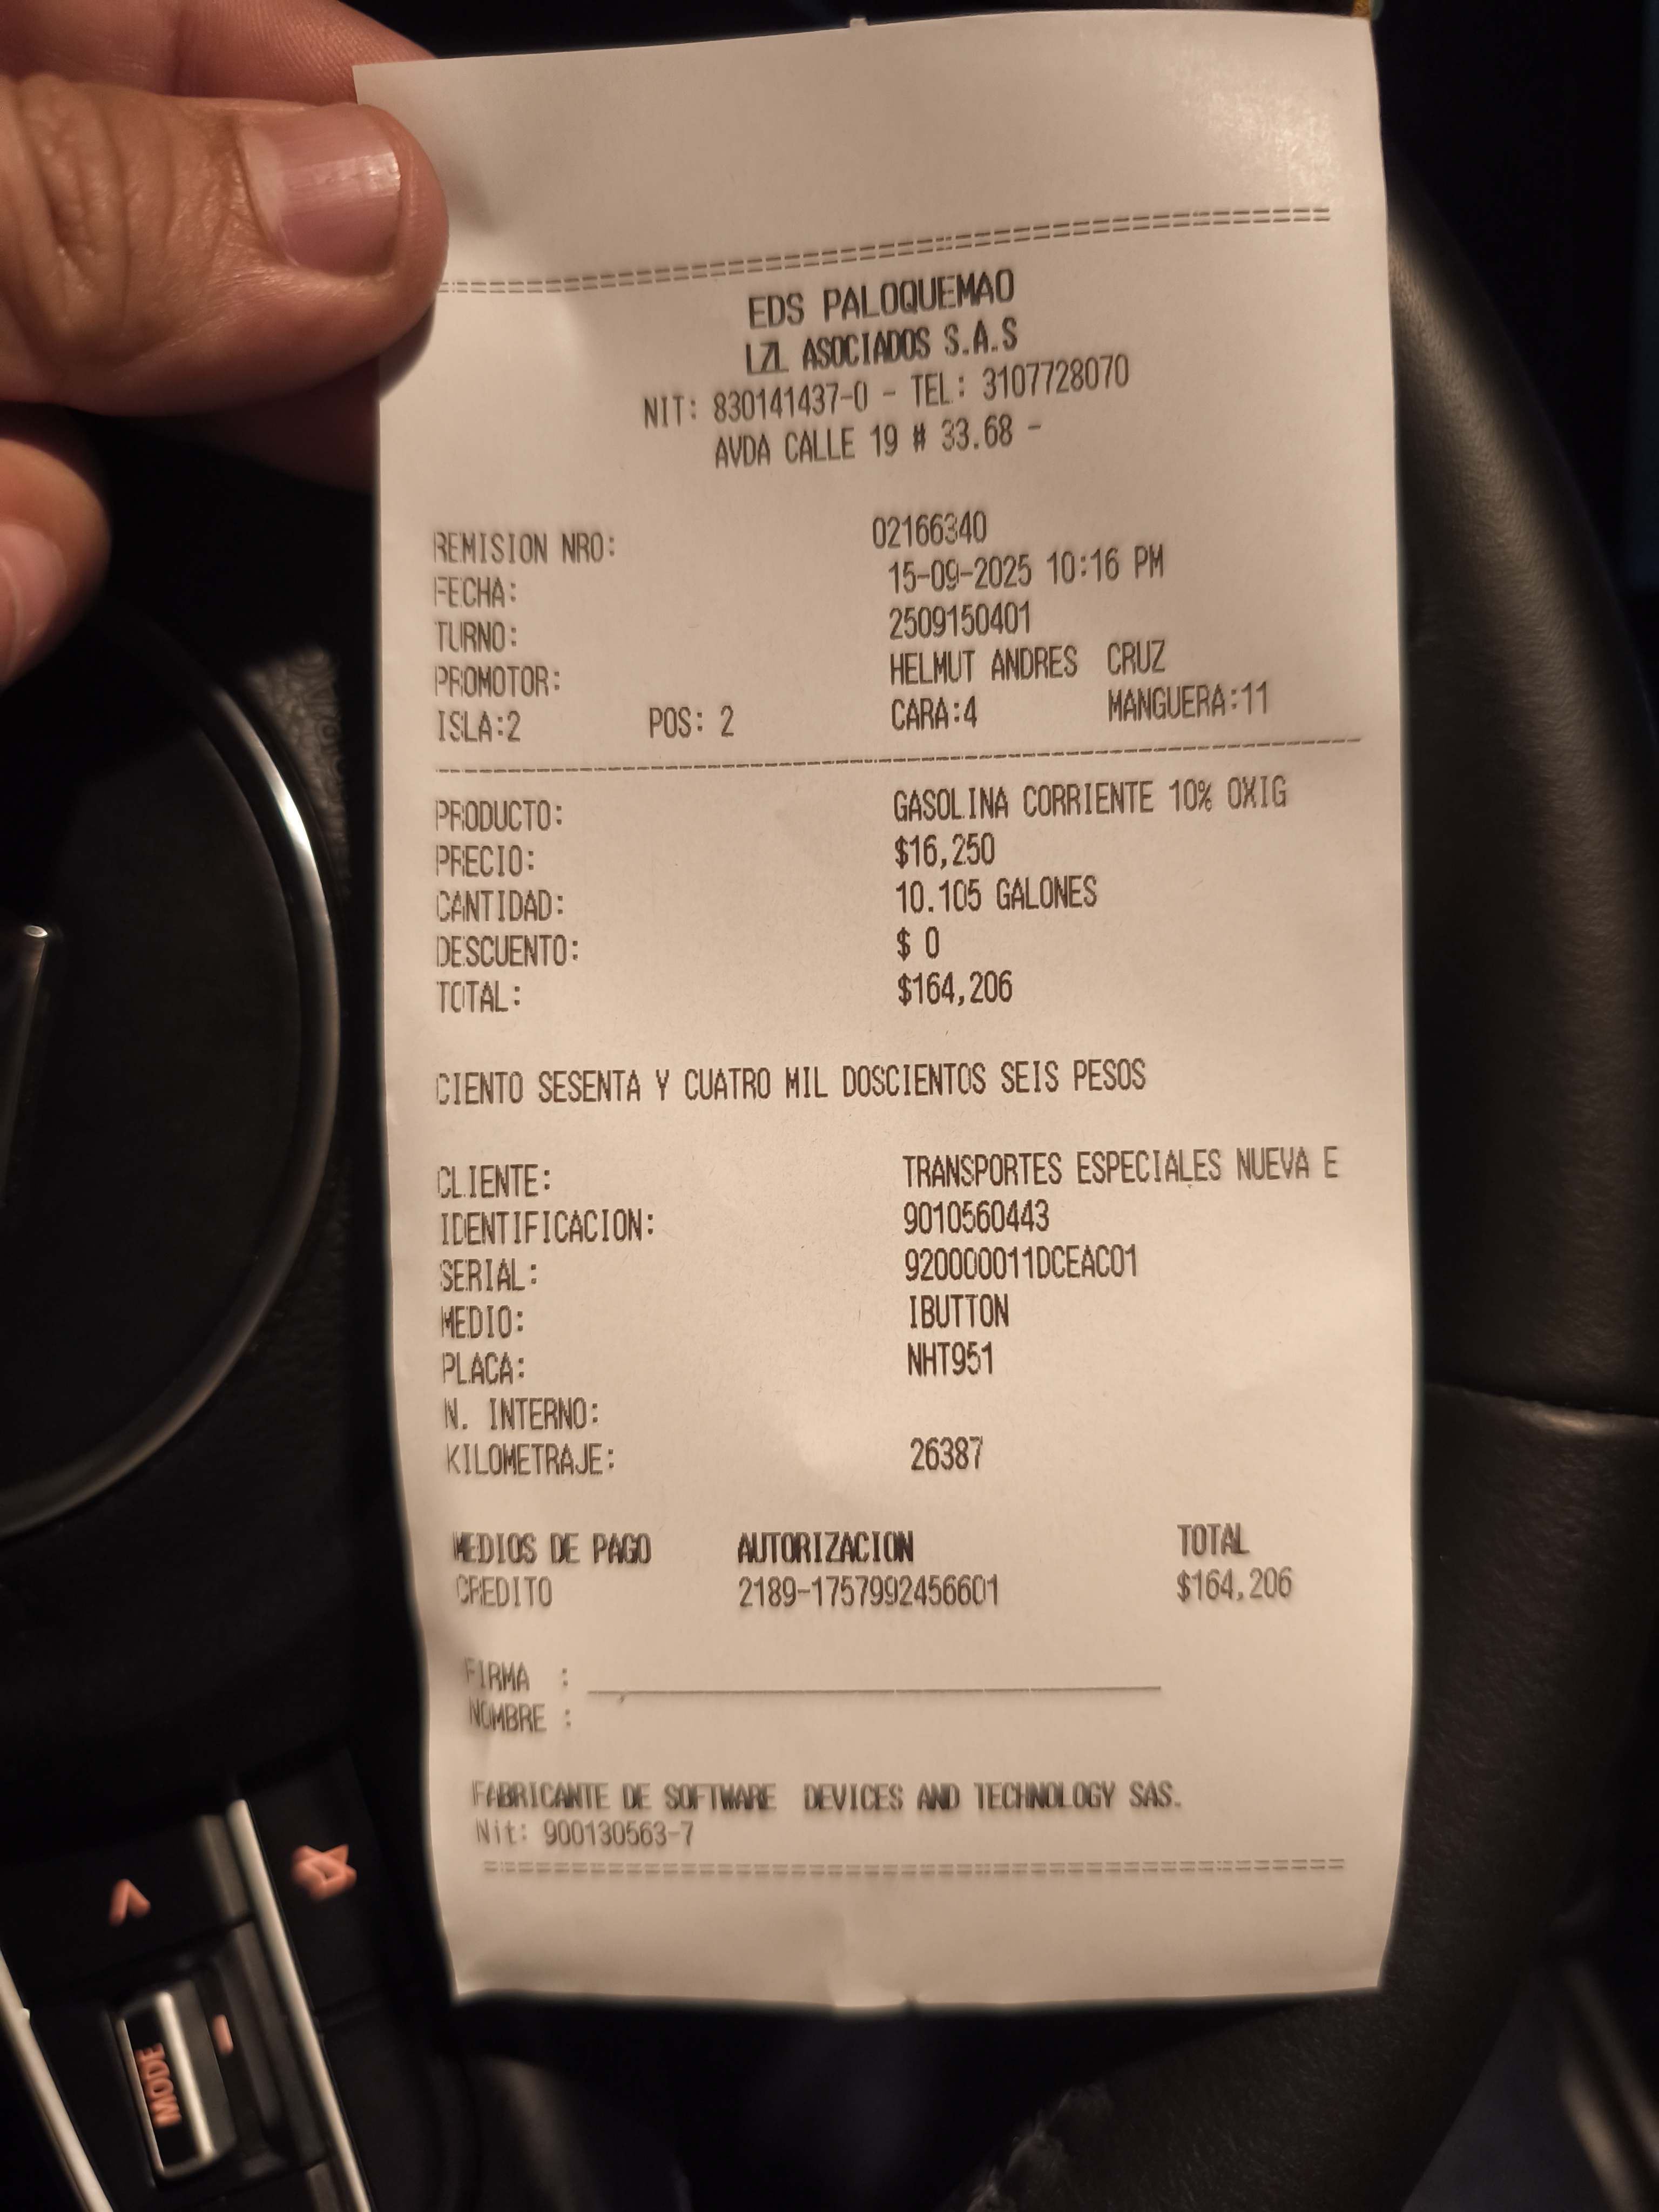 EDS PALOQUEMAO
LZL ASOCIADOS S.A.S
NIT: 830141437-0 - TEL: 3107728070
AVDA CALLE 19 # 33.68 -
REMISION NRO: 02166340
FECHA: 15-09-2025 10:16 PM
TURNO: 2509150401
PROMOTOR: HELMUT ANDRES CRUZ
ISLA:2 POS: 2 CARA:4 MANGUERA:11
PRODUCTO: GASOLINA CORRIENTE 10% OXIG
PRECIO: $16,250
CANTIDAD: 10.105 GALONES
DESCUENTO: $ 0
TOTAL: $164,206
CIENTO SESENTA Y CUATRO MIL DOSCIENTOS SEIS PESOS
CLIENTE: TRANSPORTES ESPECIALES NUEVA E
IDENTIFICACION: 9010560443
SERIAL: 920000011DCEAC01
MEDIO: IBUTTON
PLACA: NHT951
N. INTERNO:
KILOMETRAJE: 26387
MEDIOS DE PAGO AUTORIZACION TOTAL
CREDITO 2189-1757992456601 $164,206
FIRMA :
NOMBRE :
FABRICANTE DE SOFTWARE DEVICES AND TECHNOLOGY SAS.
Nit: 900130563-7
MODE